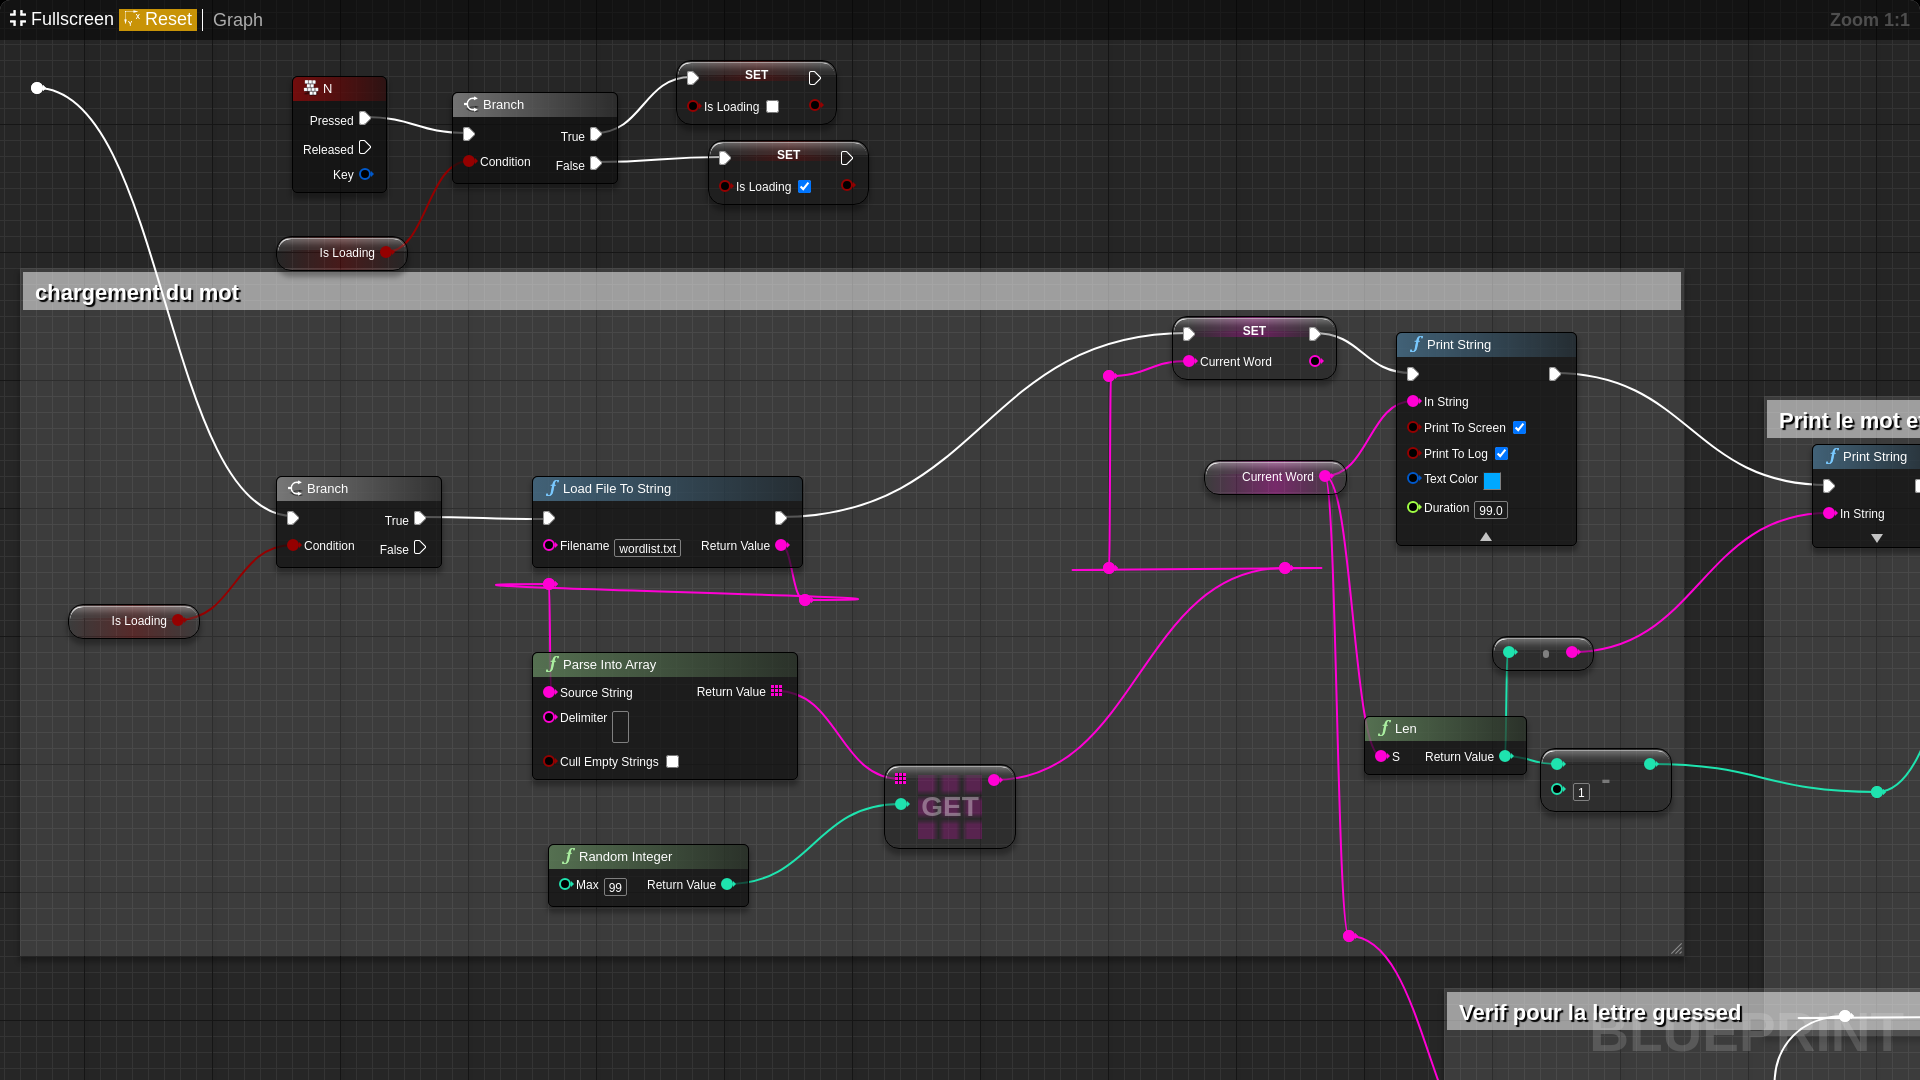 Fullscreen Reset Graph
Zoom 1:1
N
Pressed
Released
Key
Branch
True
Condition
False
SET
Is Loading
SET
Is Loading
Is Loading
chargement du mot
SET
Current Word
Print String
In String
Print To Screen
Print To Log
Text Color
Duration 99.0
Print le mot e
Print String
In String
Current Word
Branch
True
Condition
False
Load File To String
Filename wordlist.txt Return Value
Is Loading
Parse Into Array
Source String Return Value
Delimiter
Cull Empty Strings
GET
Random Integer
Max 99 Return Value
Len
S Return Value
-
1
Verif pour la lettre guessed
BLUEPRINT